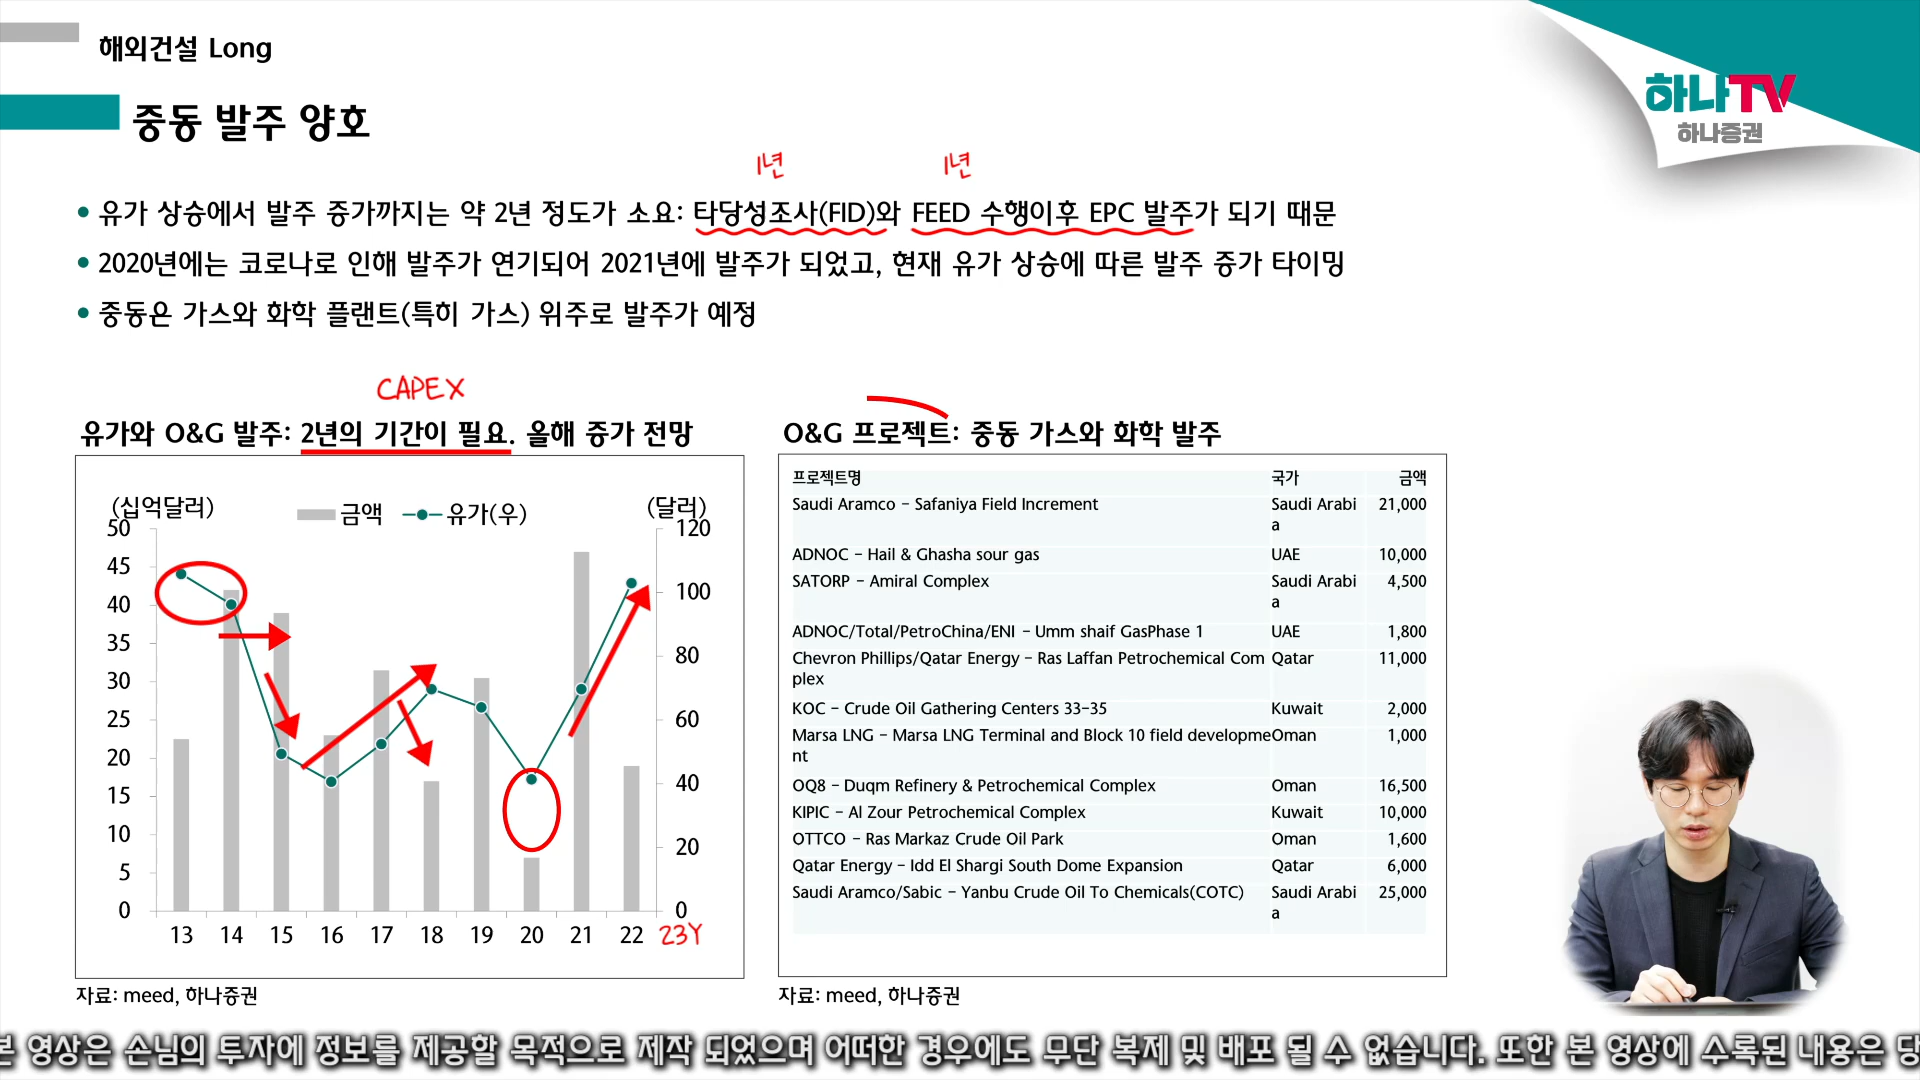 해외건설 Long
중동 발주 양호
하나TV
하나증권
1년 1년
• 유가 상승에서 발주 증가까지는 약 2년 정도가 소요: 타당성조사(FID)와 FEED 수행이후 EPC 발주가 되기 때문
• 2020년에는 코로나로 인해 발주가 연기되어 2021년에 발주가 되었고, 현재 유가 상승에 따른 발주 증가 타이밍
• 중동은 가스와 화학 플랜트(특히 가스) 위주로 발주가 예정
CAPEX
유가와 O&G 발주: 2년의 기간이 필요. 올해 증가 전망
(십억달러) 금액 유가(우) (달러)
50 120
45
40 100
35
30 80
25 60
20
15 40
10 20
5
0 0
13 14 15 16 17 18 19 20 21 22 23Y
자료: meed, 하나증권
O&G 프로젝트: 중동 가스와 화학 발주
프로젝트명 국가 금액
Saudi Aramco - Safaniya Field Increment Saudi Arabi 21,000
a
ADNOC - Hail & Ghasha sour gas UAE 10,000
SATORP - Amiral Complex Saudi Arabi 4,500
a
ADNOC/Total/PetroChina/ENI - Umm shaif GasPhase 1 UAE 1,800
Chevron Phillips/Qatar Energy - Ras Laffan Petrochemical Com Qatar 11,000
plex
KOC - Crude Oil Gathering Centers 33-35 Kuwait 2,000
Marsa LNG - Marsa LNG Terminal and Block 10 field developme Oman 1,000
nt
OQ8 - Duqm Refinery & Petrochemical Complex Oman 16,500
KIPIC - Al Zour Petrochemical Complex Kuwait 10,000
OTTCO - Ras Markaz Crude Oil Park Oman 1,600
Qatar Energy - Idd El Shargi South Dome Expansion Qatar 6,000
Saudi Aramco/Sabic - Yanbu Crude Oil To Chemicals(COTC) Saudi Arabi 25,000
a
자료: meed, 하나증권
본 영상은 손님의 투자에 정보를 제공할 목적으로 제작 되었으며 어떠한 경우에도 무단 복제 및 배포 될 수 없습니다. 또한 본 영상에 수록된 내용은 당